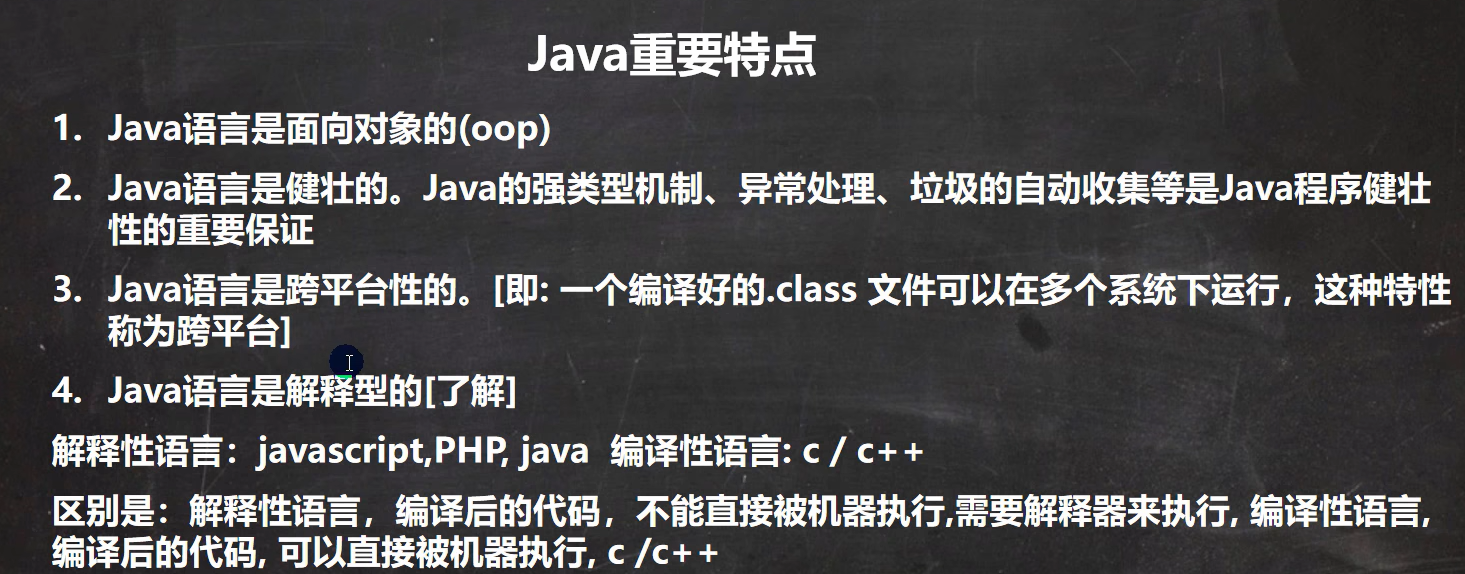 Java重要特点
1. Java语言是面向对象的(oop)
2. Java语言是健壮的。Java的强类型机制、异常处理、垃圾的自动收集等是Java程序健壮
性的重要保证
3. Java语言是跨平台性的。[即: 一个编译好的.class 文件可以在多个系统下运行，这种特性
称为跨平台]
4. Java语言是解释型的[了解]
解释性语言：javascript,PHP, java 编译性语言: c / c++
区别是：解释性语言，编译后的代码，不能直接被机器执行,需要解释器来执行, 编译性语言,
编译后的代码, 可以直接被机器执行, c /c++